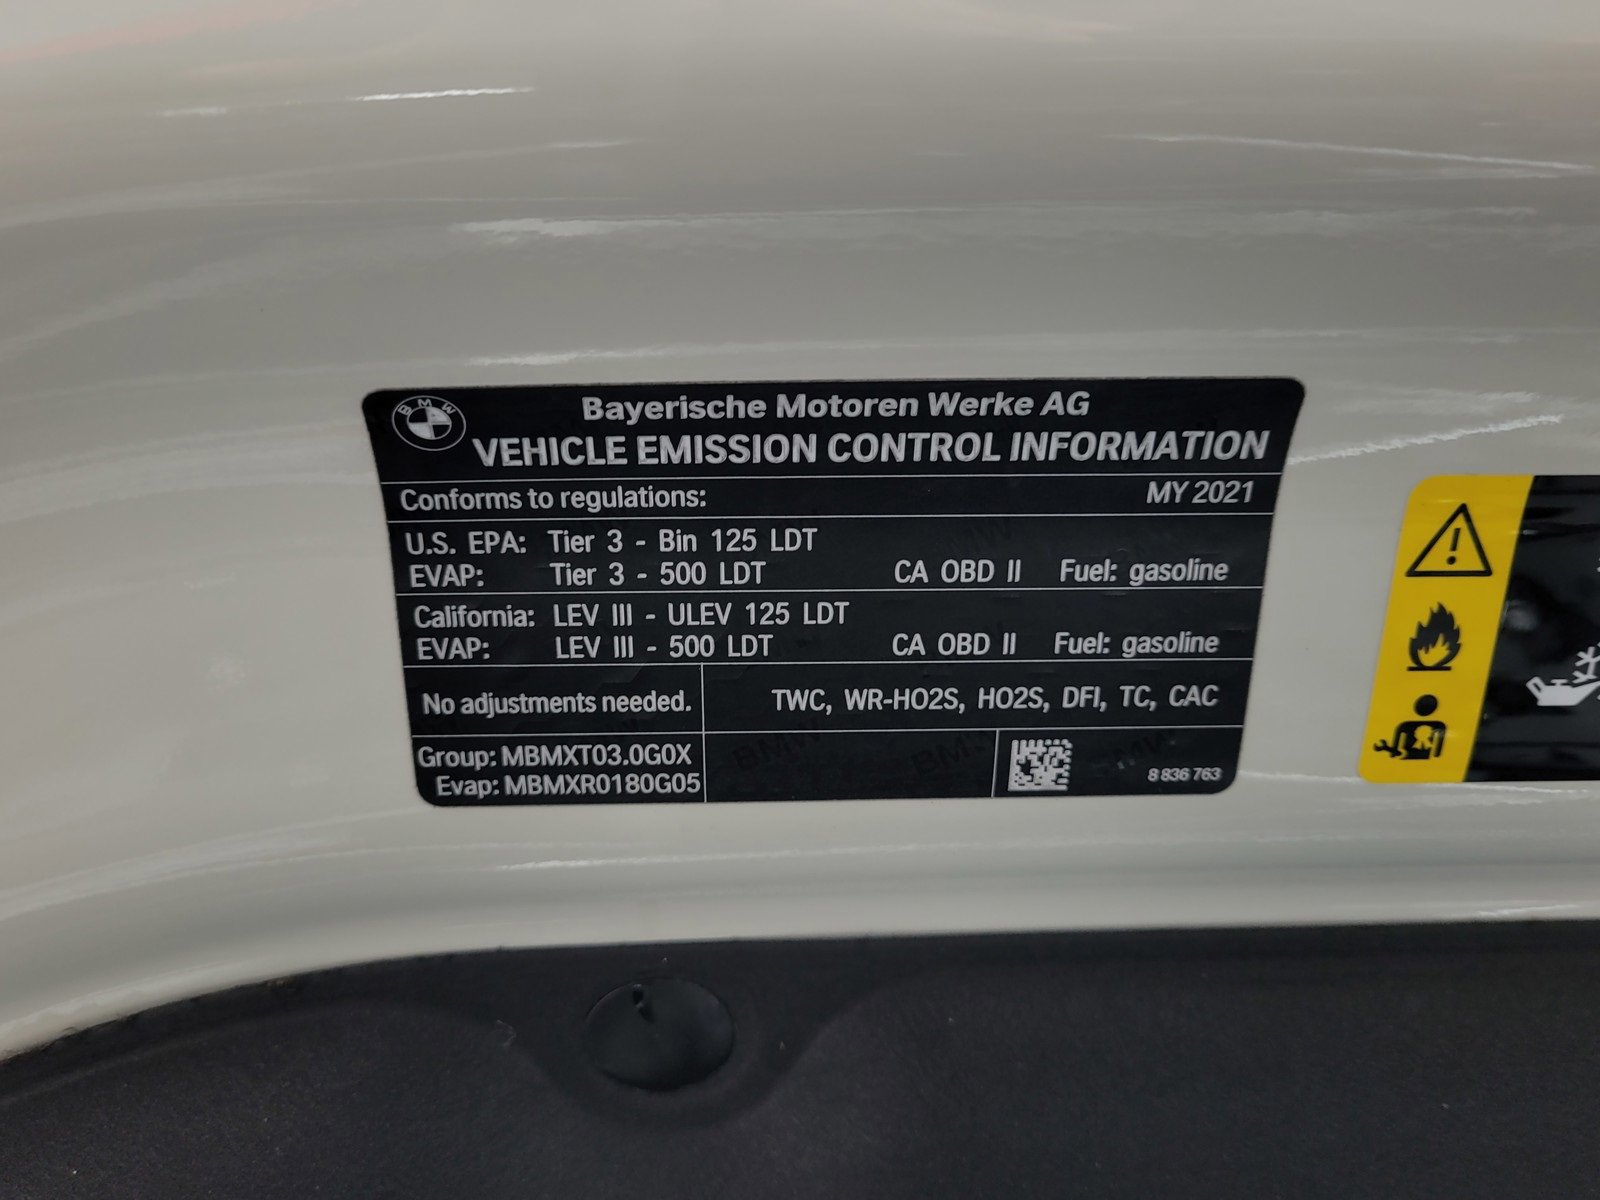 BMW
Bayerische Motoren Werke AG
VEHICLE EMISSION CONTROL INFORMATION
Conforms to regulations: MY 2021
U.S. EPA: Tier 3 - Bin 125 LDT
EVAP: Tier 3 - 500 LDT CA OBD II Fuel: gasoline
California: LEV III - ULEV 125 LDT
EVAP: LEV III - 500 LDT CA OBD II Fuel: gasoline
No adjustments needed. TWC, WR-HO2S, HO2S, DFI, TC, CAC
Group: MBMXT03.0G0X
Evap: MBMXR0180G05
8 836 763